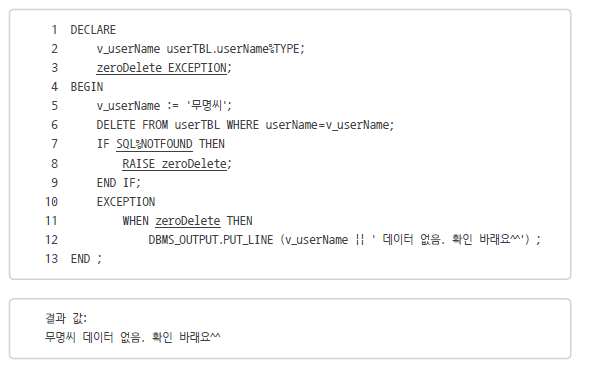 1 DECLARE
2 v_userName userTBL.userName%TYPE;
3 zeroDelete EXCEPTION;
4 BEGIN
5 v_userName := '무명씨';
6 DELETE FROM userTBL WHERE userName=v_userName;
7 IF SQL%NOTFOUND THEN
8 RAISE zeroDelete;
9 END IF;
10 EXCEPTION
11 WHEN zeroDelete THEN
12 DBMS_OUTPUT.PUT_LINE (v_userName || ' 데이터 없음. 확인 바래요^^') ;
13 END ;
결과 값:
무명씨 데이터 없음. 확인 바래요^^